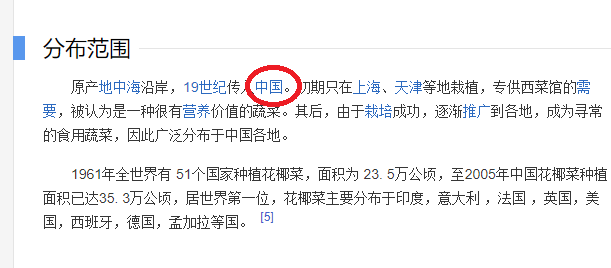 分布范围
原产地中海沿岸，19世纪传入中国。初期只在上海、天津等地栽植，专供西菜馆的需
要，被认为是一种很有营养价值的蔬菜。其后，由于栽培成功，逐渐推广到各地，成为寻常
的食用蔬菜，因此广泛分布于中国各地。
1961年全世界有 51个国家种植花椰菜，面积为 23. 5万公顷，至2005年中国花椰菜种植
面积已达35. 3万公顷，居世界第一位，花椰菜主要分布于印度，意大利 ，法国 ，英国，美
国，西班牙，德国，孟加拉等国。 [5]